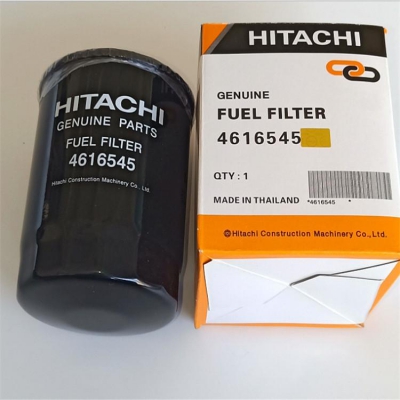 HITACHI
GENUINE PARTS
FUEL FILTER
4616545
Hitachi Construction Machinery Co., Ltd.
HITACHI
GENUINE
FUEL FILTER
4616545
QTY : 1
MADE IN THAILAND
*4616545 *
Hitachi Construction Machinery Co., Ltd.